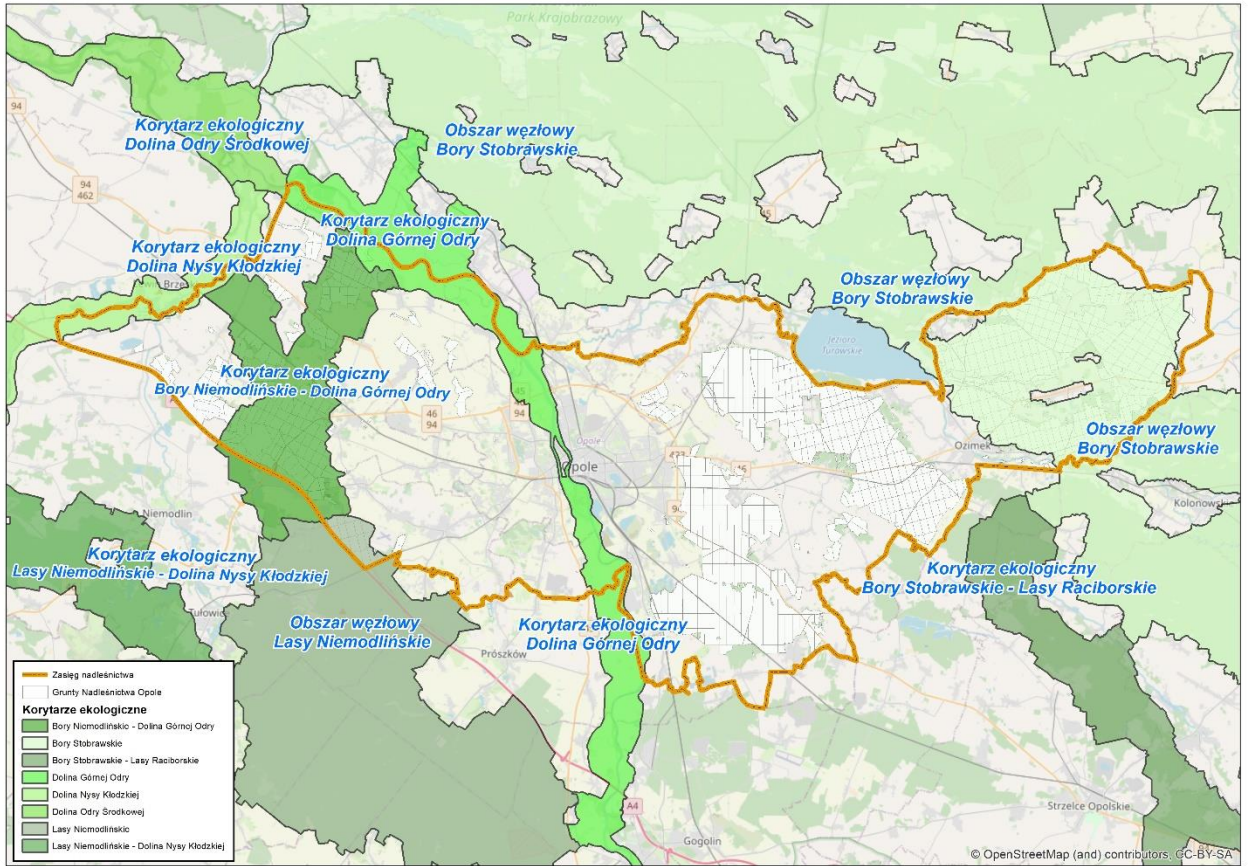 Park Krajobrazowy
94
Korytarz ekologiczny
Dolina Odry Środkowej
Obszar węzłowy
Bory Stobrawskie
94
462
45
Korytarz ekologiczny
Dolina Górnej Odry
Korytarz ekologiczny
Dolina Nysy Kłodzkiej
Obszar węzłowy
Bory Stobrawskie
Jezioro
Turawskie
Korytarz ekologiczny
Bory Niemodlińskie - Dolina Górnej Odry
45
94
46
94
94
Opole
Opole
46
Ozimek
Obszar węzłowy
Bory Stobrawskie
Kolonowskie
Niemodlin
Korytarz ekologiczny
Lasy Niemodlińskie - Dolina Nysy Kłodzkiej
Tułowice
Korytarz ekologiczny
Bory Stobrawskie - Lasy Raciborskie
Obszar węzłowy
Lasy Niemodlińskie
Korytarz ekologiczny
Dolina Górnej Odry
Prószków
A4
Gogolin
Strzelce Opolskie
Zasięg nadleśnictwa
Grunty Nadleśnictwa Opole
Korytarze ekologiczne
Bory Niemodlińskie - Dolina Górnej Odry
Bory Stobrawskie
Bory Stobrawskie - Lasy Raciborskie
Dolina Górnej Odry
Dolina Nysy Kłodzkiej
Dolina Odry Środkowej
Lasy Niemodlińskie
Lasy Niemodlińskie - Dolina Nysy Kłodzkiej
© OpenStreetMap (and) contributors, CC-BY-SA